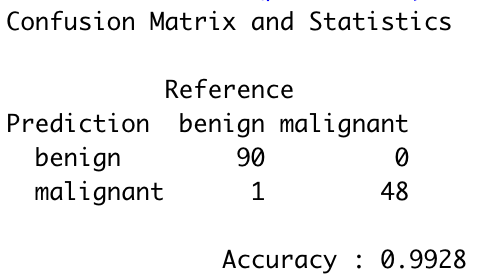 Confusion Matrix and Statistics
Reference
Prediction benign malignant
benign 90 0
malignant 1 48
Accuracy : 0.9928